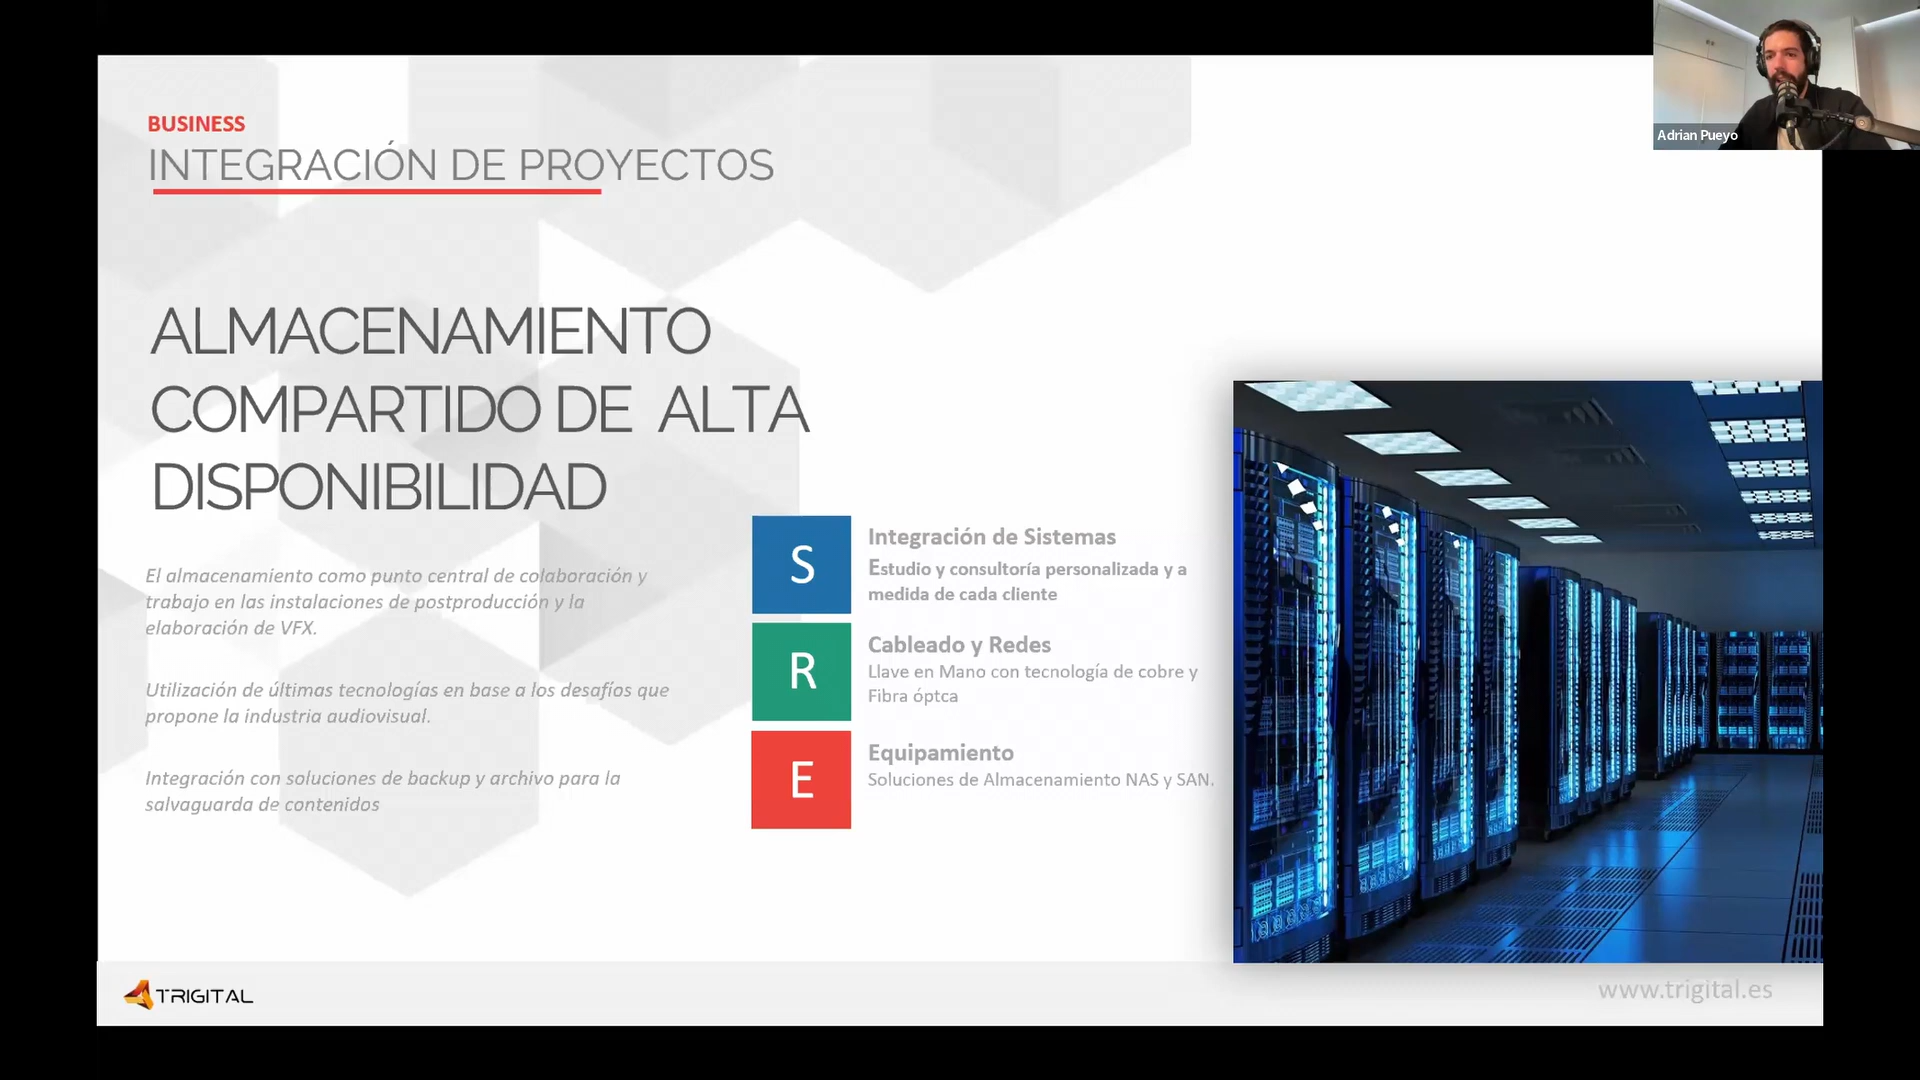 BUSINESS
INTEGRACIÓN DE PROYECTOS
ALMACENAMIENTO
COMPARTIDO DE ALTA
DISPONIBILIDAD
El almacenamiento como punto central de colaboración y
trabajo en las instalaciones de postproducción y la
elaboración de VFX.
Utilización de últimas tecnologías en base a los desafíos que
propone la industria audiovisual.
Integración con soluciones de backup y archivo para la
salvaguarda de contenidos
S
Integración de Sistemas
Estudio y consultoría personalizada y a
medida de cada cliente
R
Cableado y Redes
Llave en Mano con tecnología de cobre y
Fibra óptca
E
Equipamiento
Soluciones de Almacenamiento NAS y SAN.
TRIGITAL
www.trigital.es
Adrian Pueyo